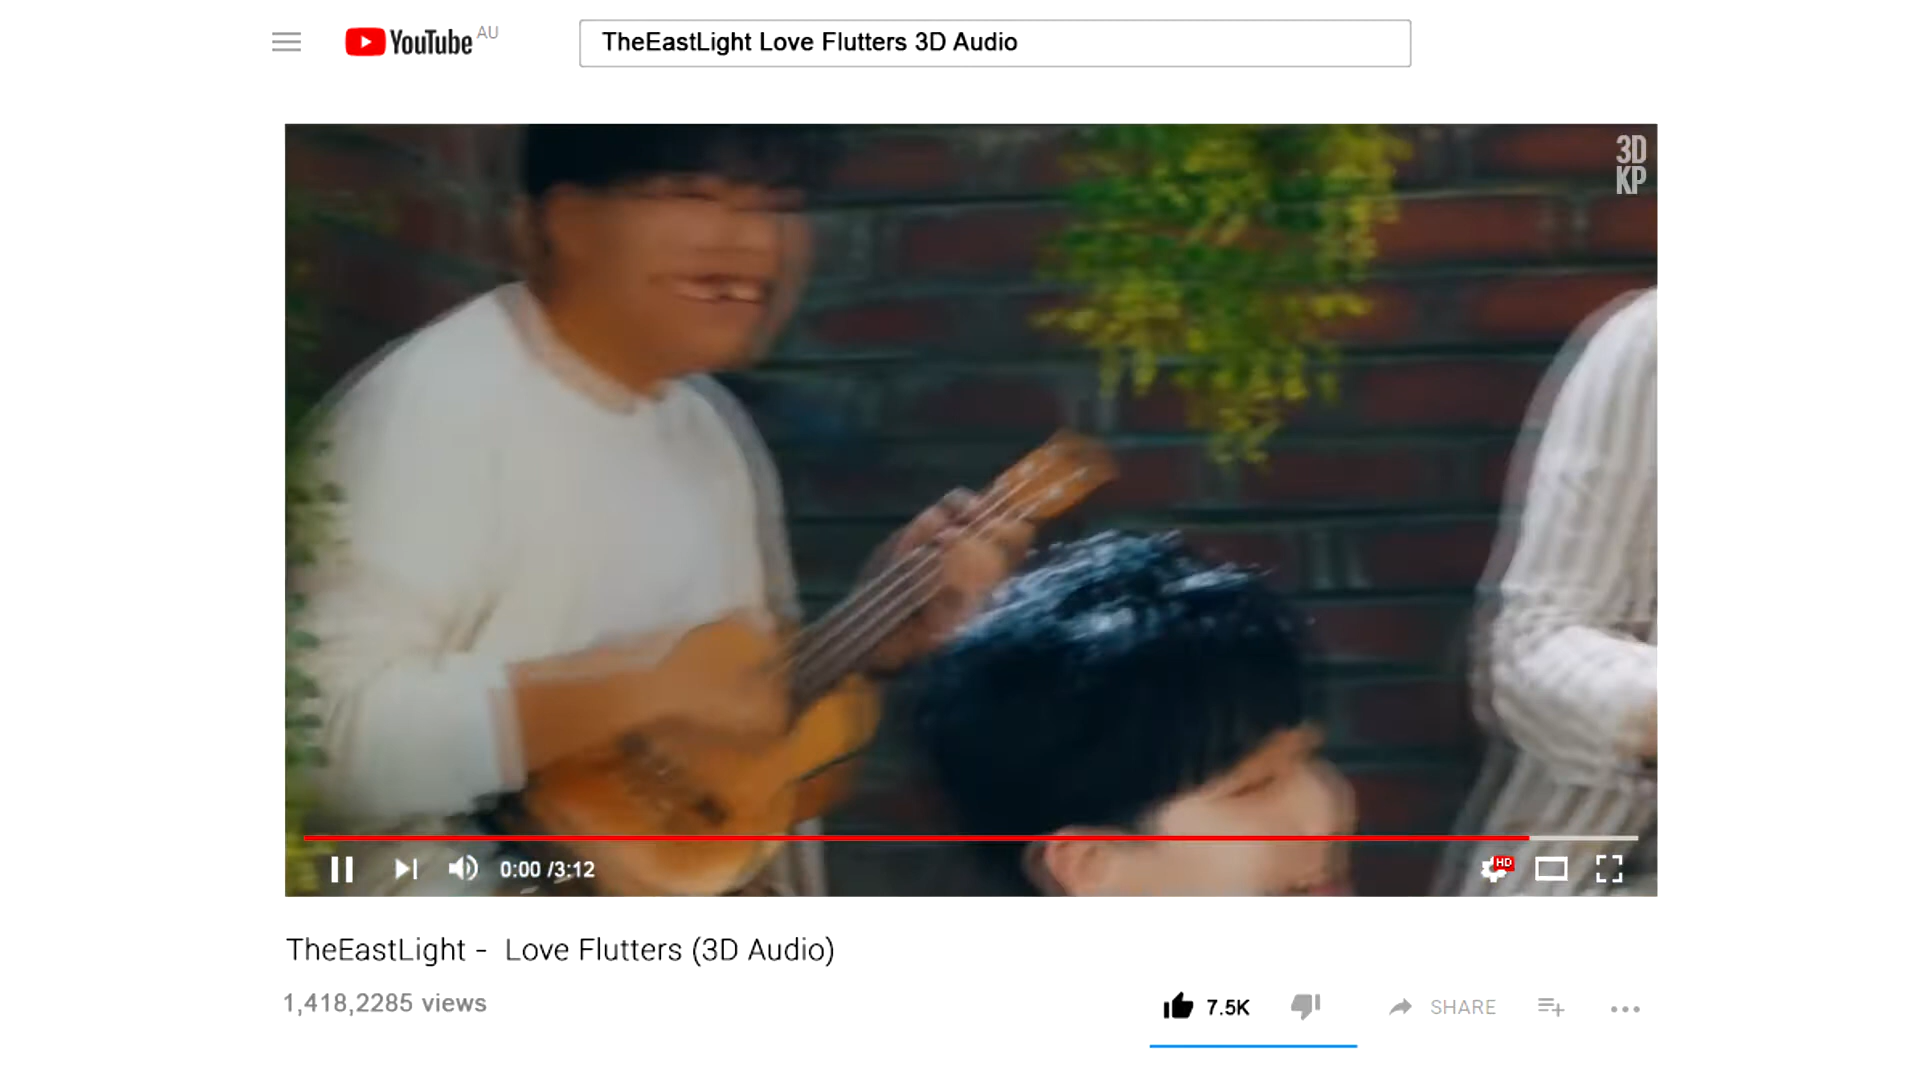 YouTube AU
TheEastLight Love Flutters 3D Audio
3D
KP
0:00 /3:12
HD
TheEastLight - Love Flutters (3D Audio)
1,418,2285 views
7.5K
SHARE